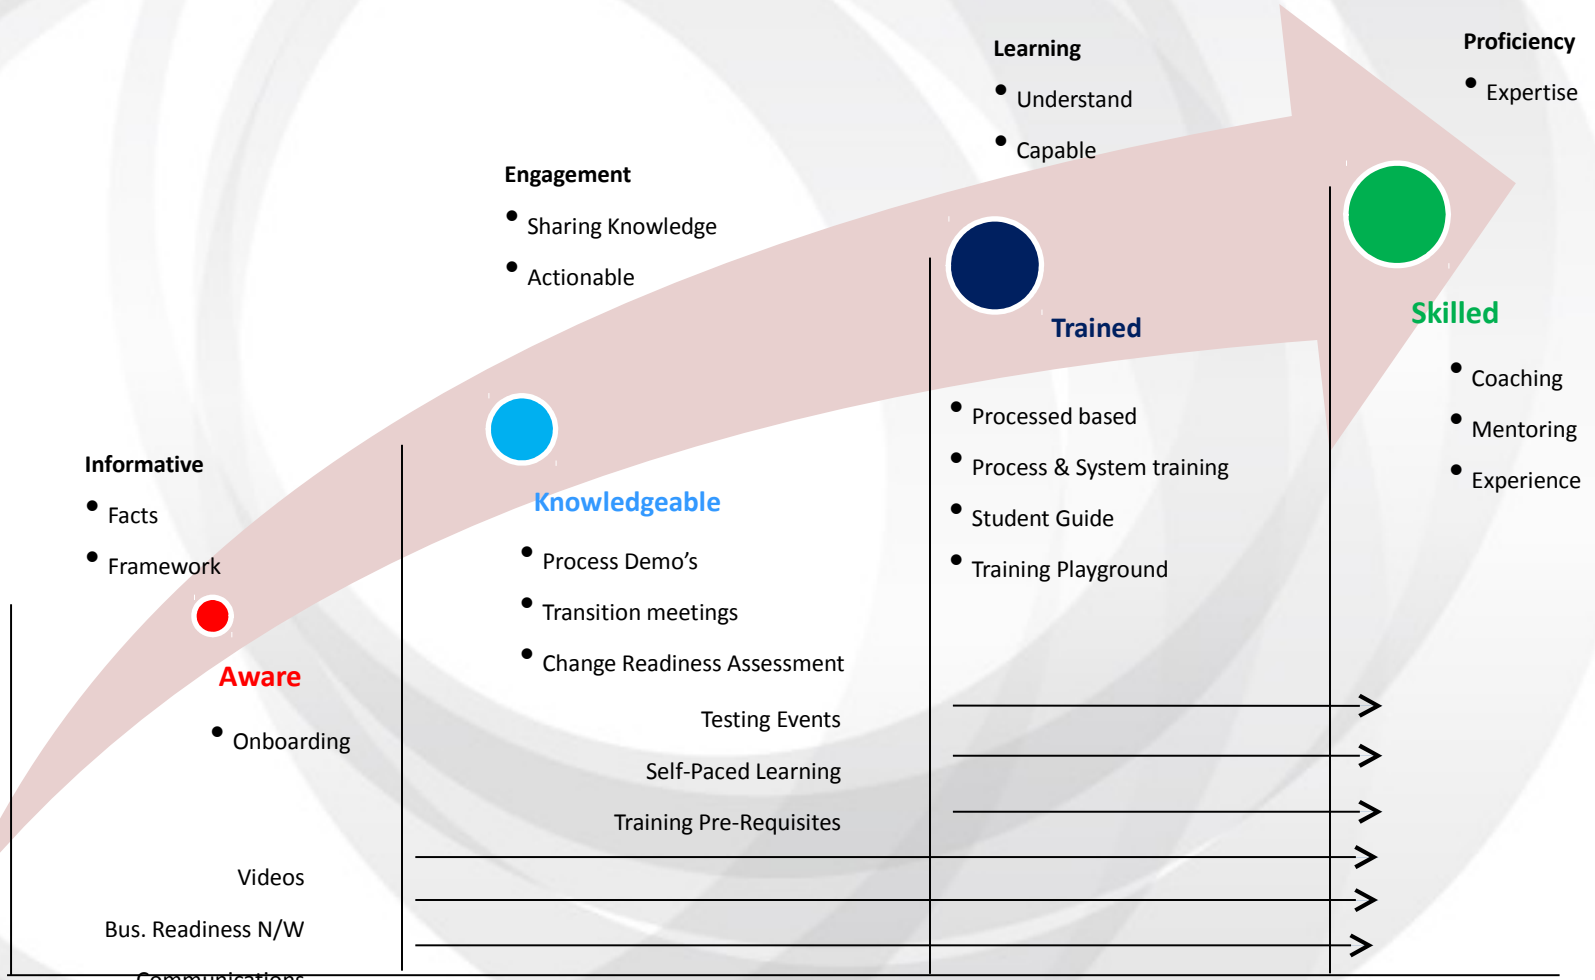 Informative
• Facts
• Framework
Aware
• Onboarding
Videos
Bus. Readiness N/W
Communications
Engagement
• Sharing Knowledge
• Actionable
Knowledgeable
• Process Demo’s
• Transition meetings
• Change Readiness Assessment
Testing Events
Self-Paced Learning
Training Pre-Requisites
Learning
• Understand
• Capable
Trained
• Processed based
• Process & System training
• Student Guide
• Training Playground
Proficiency
• Expertise
Skilled
• Coaching
• Mentoring
• Experience